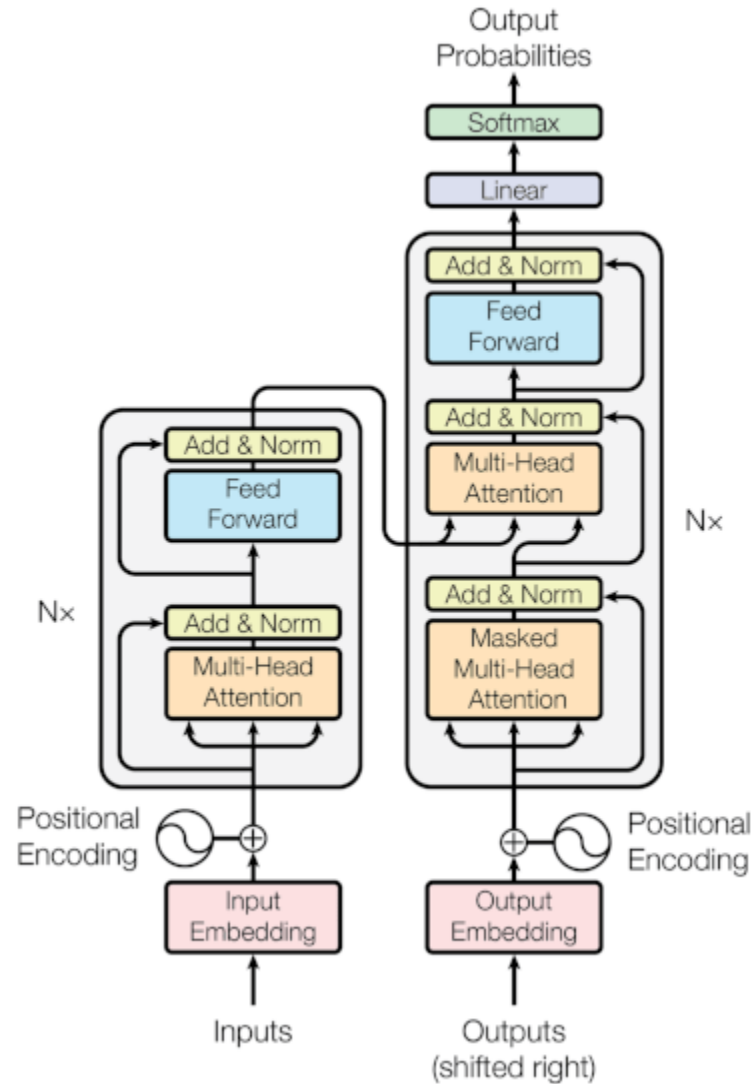 Output
Probabilities
Softmax
Linear
Add & Norm
Feed
Forward
Add & Norm
Multi-Head
Attention
Nx
Add & Norm
Masked
Multi-Head
Attention
Add & Norm
Feed
Forward
Nx
Add & Norm
Multi-Head
Attention
Positional
Encoding
Positional
Encoding
Input
Embedding
Output
Embedding
Inputs
Outputs
(shifted right)